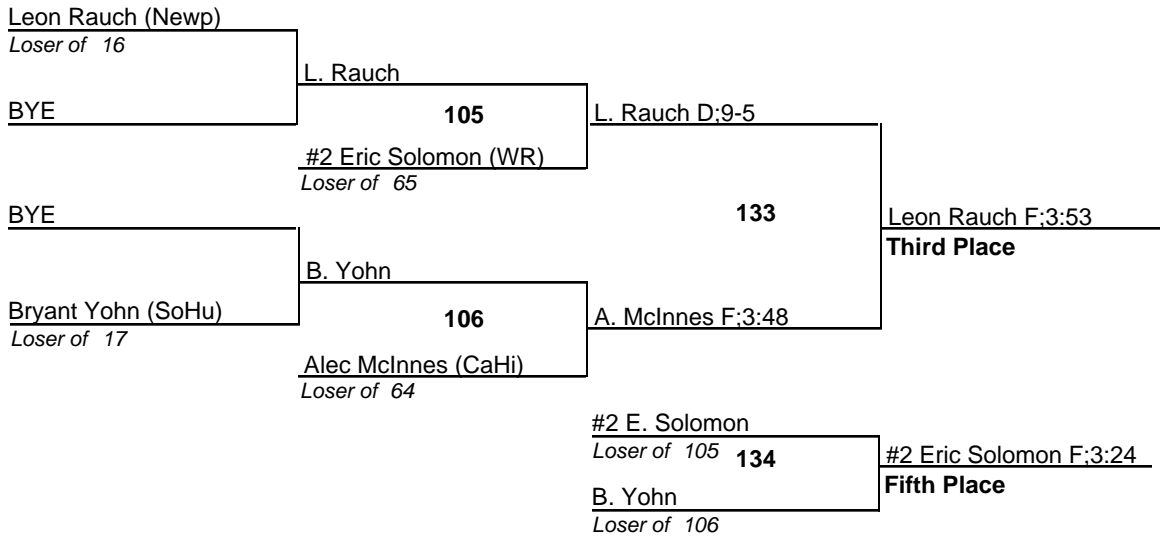 Leon Rauch (Newp)
Loser of 16
L. Rauch
BYE
105
L. Rauch D;9-5
#2 Eric Solomon (WR)
Loser of 65
BYE
133
Leon Rauch F;3:53
Third Place
B. Yohn
Bryant Yohn (SoHu)
Loser of 17
106
A. McInnes F;3:48
Alec McInnes (CaHi)
Loser of 64
#2 E. Solomon
Loser of 105
134
#2 Eric Solomon F;3:24
Fifth Place
B. Yohn
Loser of 106